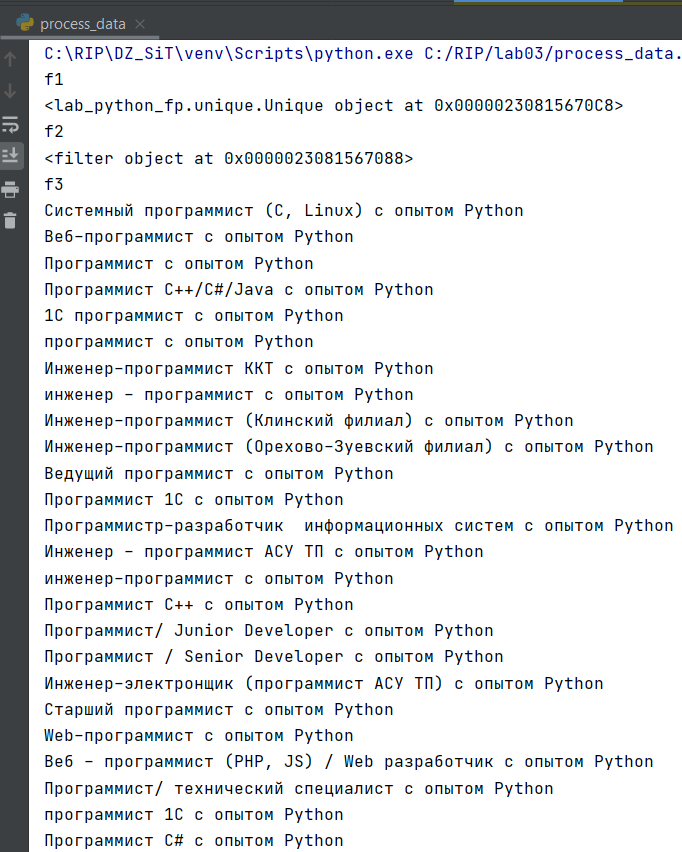 process_data
C:\RIP\DZ_SiT\venv\Scripts\python.exe C:/RIP/lab03/process_data.
f1
<lab_python_fp.unique.Unique object at 0x00000230815670C8>
f2
<filter object at 0x0000023081567088>
f3
Системный программист (C, Linux) с опытом Python
Веб-программист с опытом Python
Программист с опытом Python
Программист C++/C#/Java с опытом Python
1С программист с опытом Python
программист с опытом Python
Инженер-программист ККТ с опытом Python
инженер - программист с опытом Python
Инженер-программист (Клинский филиал) с опытом Python
Инженер-программист (Орехово-Зуевский филиал) с опытом Python
Ведущий программист с опытом Python
Программист 1С с опытом Python
Программистр-разработчик  информационных систем с опытом Python
Инженер - программист АСУ ТП с опытом Python
инженер-программист с опытом Python
Программист C++ с опытом Python
Программист/ Junior Developer с опытом Python
Программист / Senior Developer с опытом Python
Инженер-электронщик (программист АСУ ТП) с опытом Python
Старший программист с опытом Python
Web-программист с опытом Python
Веб - программист (PHP, JS) / Web разработчик с опытом Python
Программист/ технический специалист с опытом Python
программист 1С с опытом Python
Программист C# с опытом Python